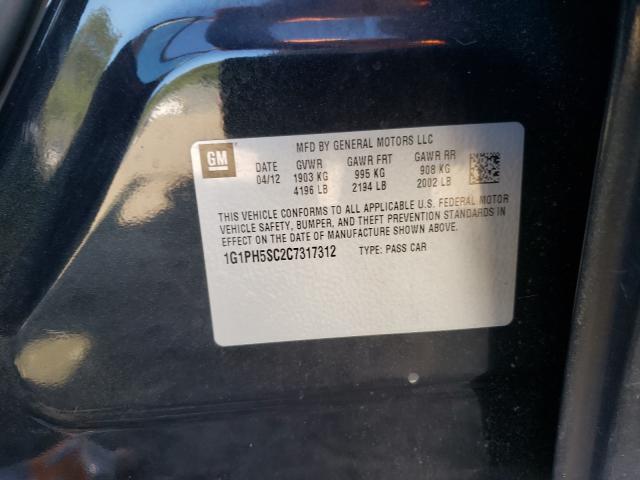 GM
MFD BY GENERAL MOTORS LLC
DATE GVWR GAWR FRT GAWR RR
04/12 1903 KG 995 KG 908 KG
4196 LB 2194 LB 2002 LB
THIS VEHICLE CONFORMS TO ALL APPLICABLE U.S. FEDERAL MOTOR
VEHICLE SAFETY, BUMPER, AND THEFT PREVENTION STANDARDS IN
EFFECT ON THE DATE OF MANUFACTURE SHOWN ABOVE.
1G1PH5SC2C7317312 TYPE: PASS CAR